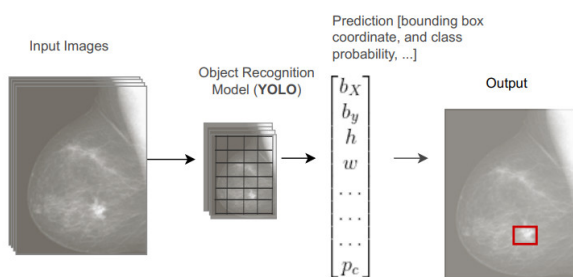 Input Images
Object Recognition
Model (YOLO)
Prediction [bounding box
coordinate, and class
probability, ...]
b_X
b_y
h
w
...
...
...
p_c
Output